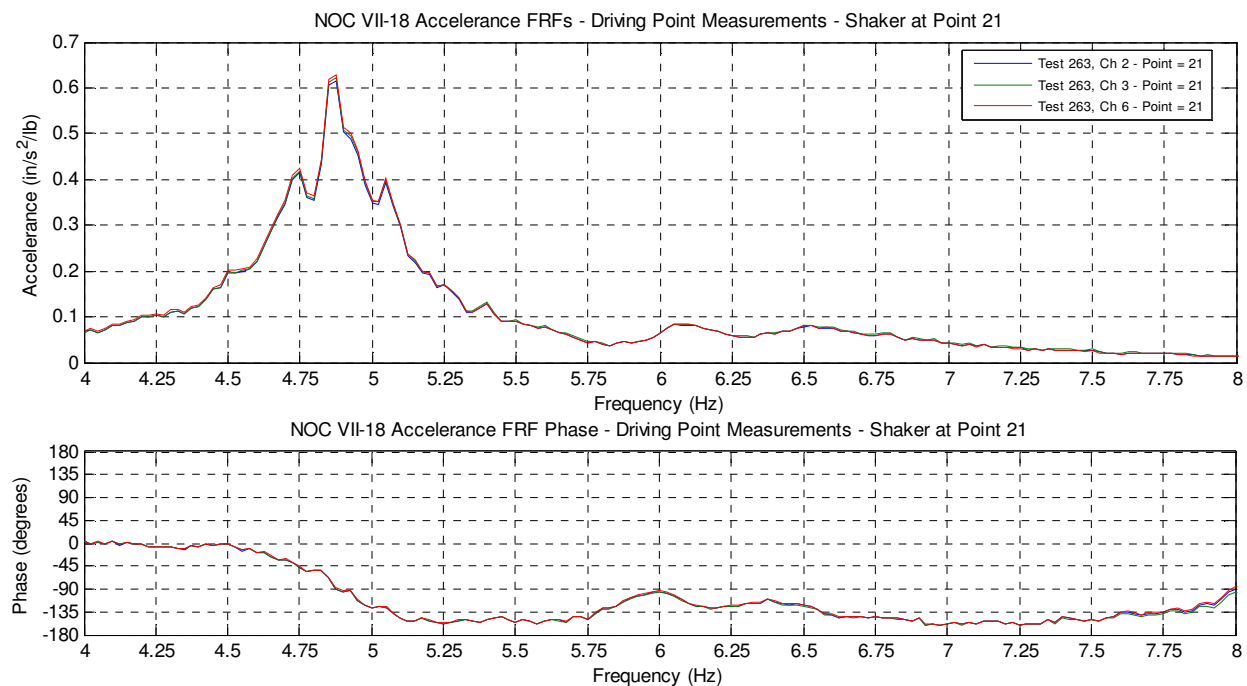 NOC VII-18 Accelerance FRFs - Driving Point Measurements - Shaker at Point 21
Accelerance (in/s²/lb)
0.7
0.6
0.5
0.4
0.3
0.2
0.1
0
Test 263, Ch 2 - Point = 21
Test 263, Ch 3 - Point = 21
Test 263, Ch 6 - Point = 21
4 4.25 4.5 4.75 5 5.25 5.5 5.75 6 6.25 6.5 6.75 7 7.25 7.5 7.75 8
Frequency (Hz)
NOC VII-18 Accelerance FRF Phase - Driving Point Measurements - Shaker at Point 21
Phase (degrees)
180
135
90
45
0
-45
-90
-135
-180
4 4.25 4.5 4.75 5 5.25 5.5 5.75 6 6.25 6.5 6.75 7 7.25 7.5 7.75 8
Frequency (Hz)